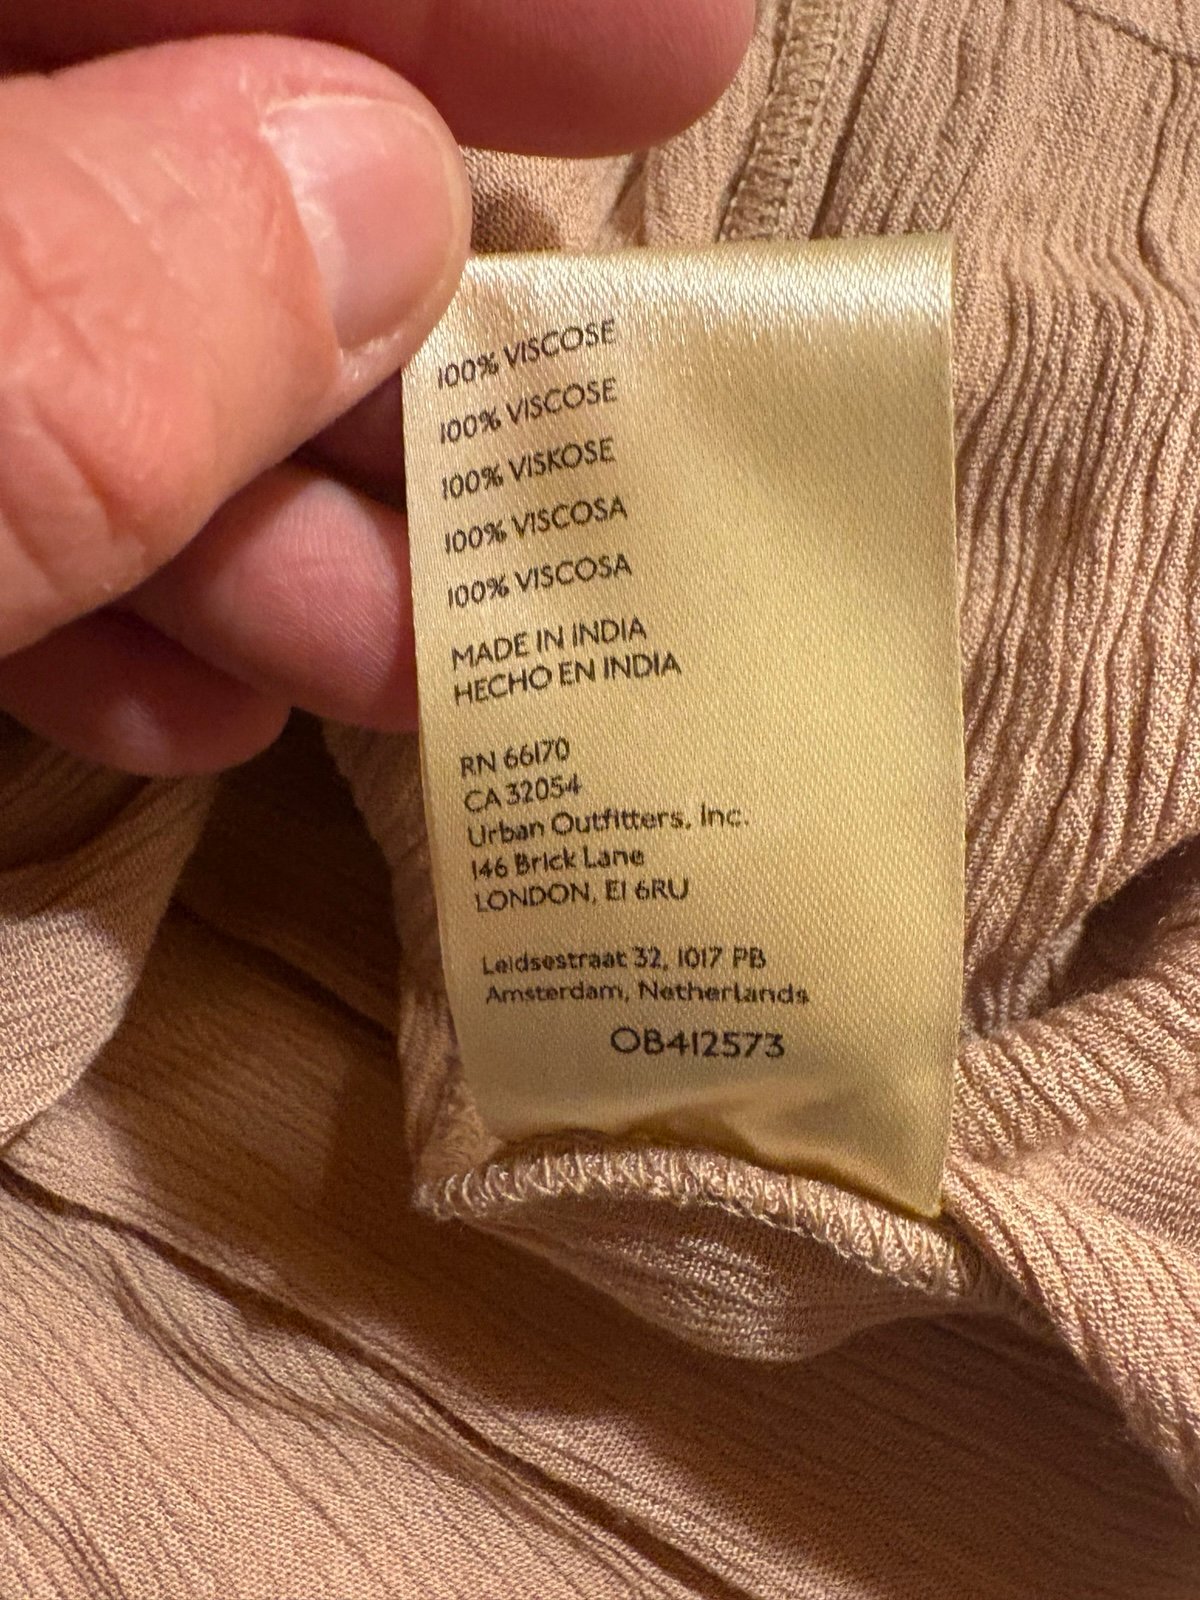 100% VISCOSE
100% VISCOSE
100% VISKOSE
100% VISCOSA
100% VISCOSA
MADE IN INDIA
HECHO EN INDIA
RN 66170
CA 32054
Urban Outfitters, Inc.
146 Brick Lane
LONDON, E1 6RU
Leidsestraat 32, 1017 PB
Amsterdam, Netherlands
OB412573